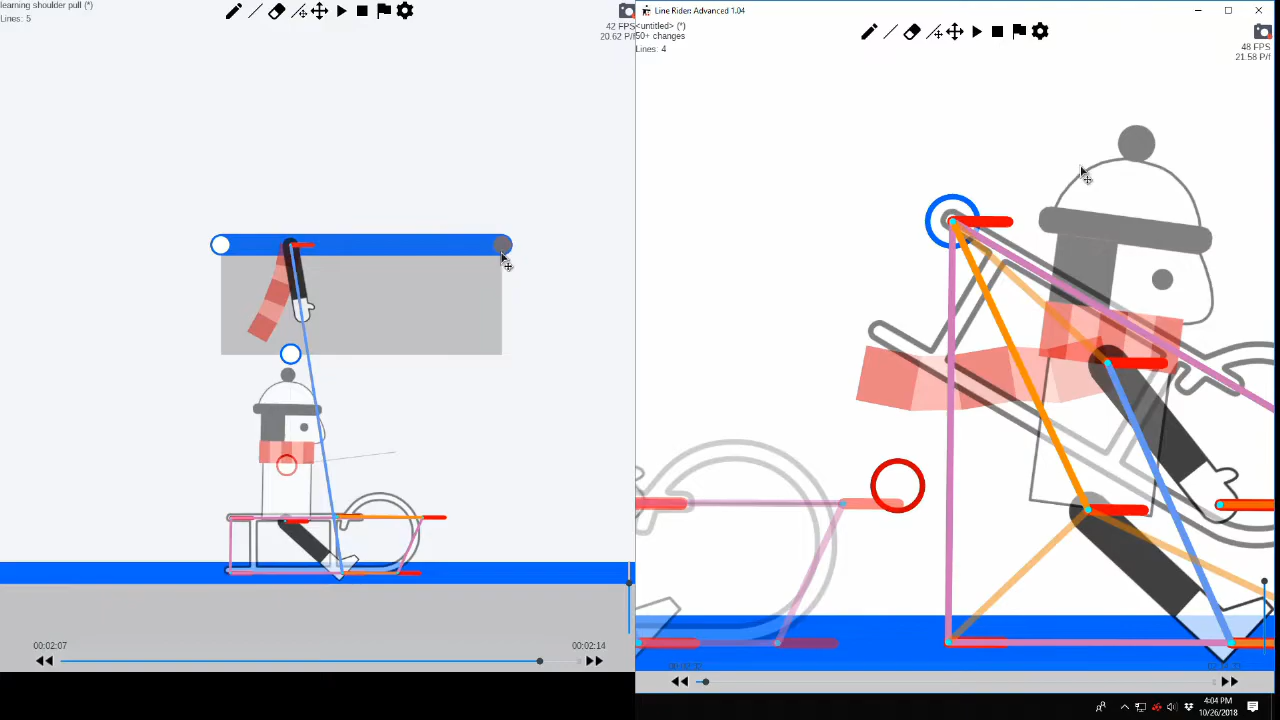 learning shoulder pull (*)
Lines: 5
42 FPS
20.62 P/f
00:02:07
00:02:14
Line Rider: Advanced 1.04
<untitled> (*)
50+ changes
Lines: 4
48 FPS
21.58 P/f
4:04 PM
10/26/2018